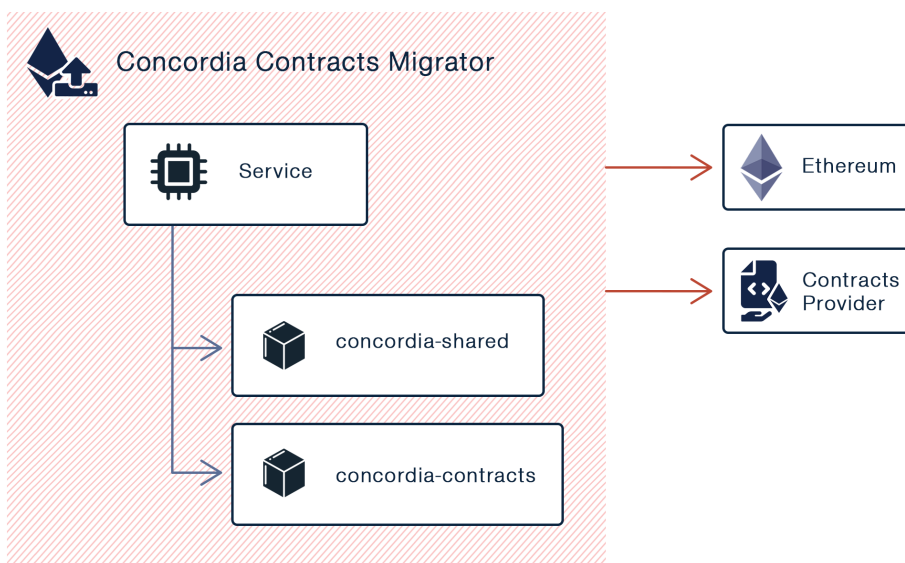 Concordia Contracts Migrator
Service
Ethereum
Contracts
Provider
concordia-shared
concordia-contracts